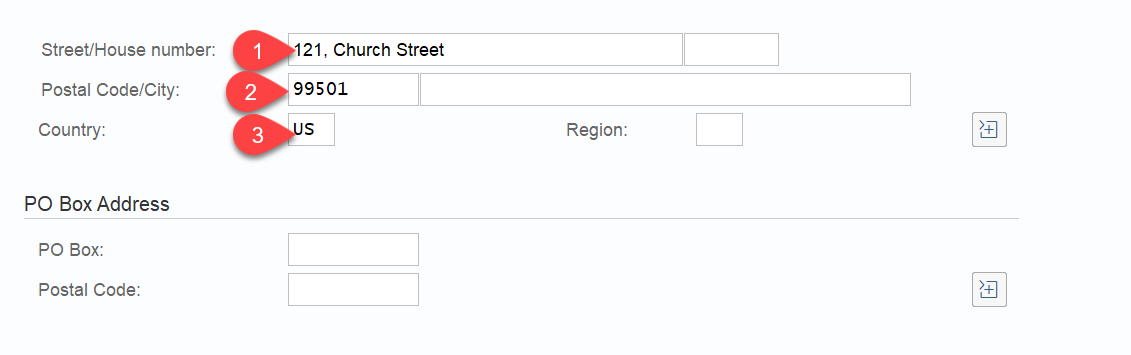 Street/House number: 1 121, Church Street
Postal Code/City: 2 99501
Country: 3 US Region:
PO Box Address
PO Box:
Postal Code: